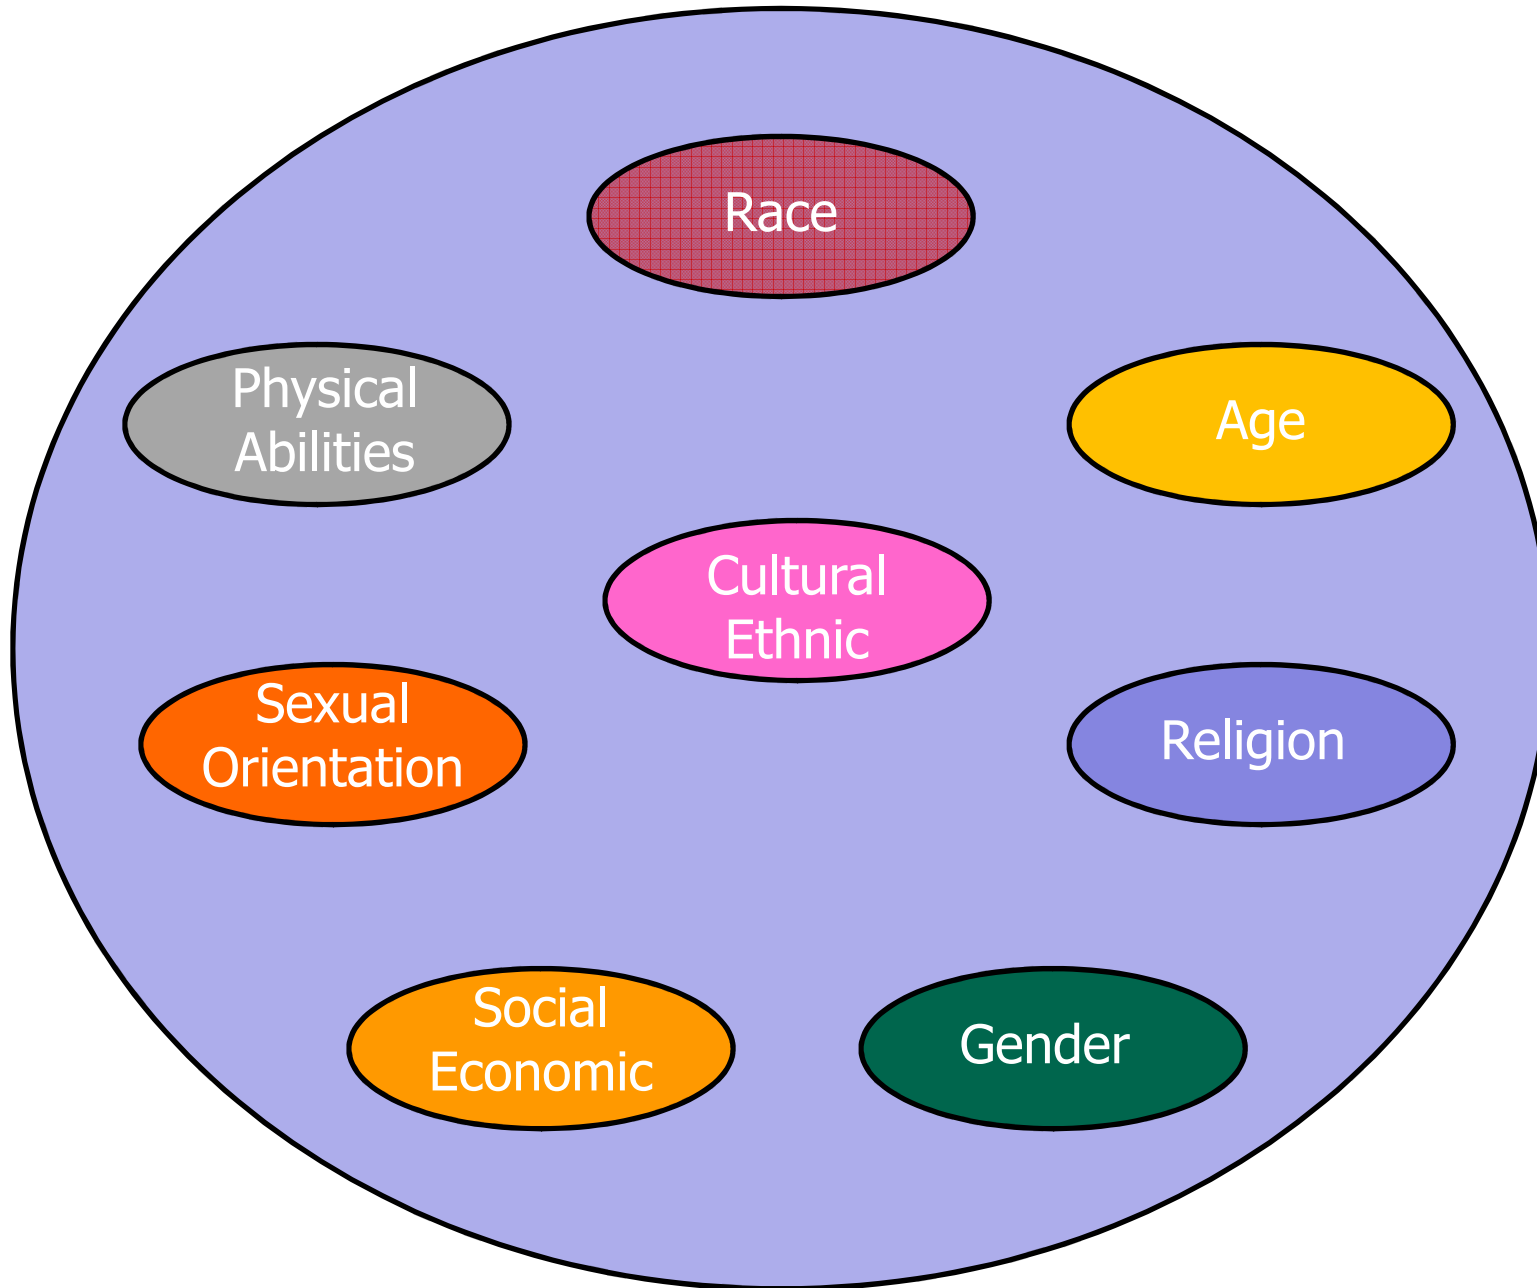 Race
Physical
Abilities
Age
Cultural
Ethnic
Sexual
Orientation
Religion
Social
Economic
Gender